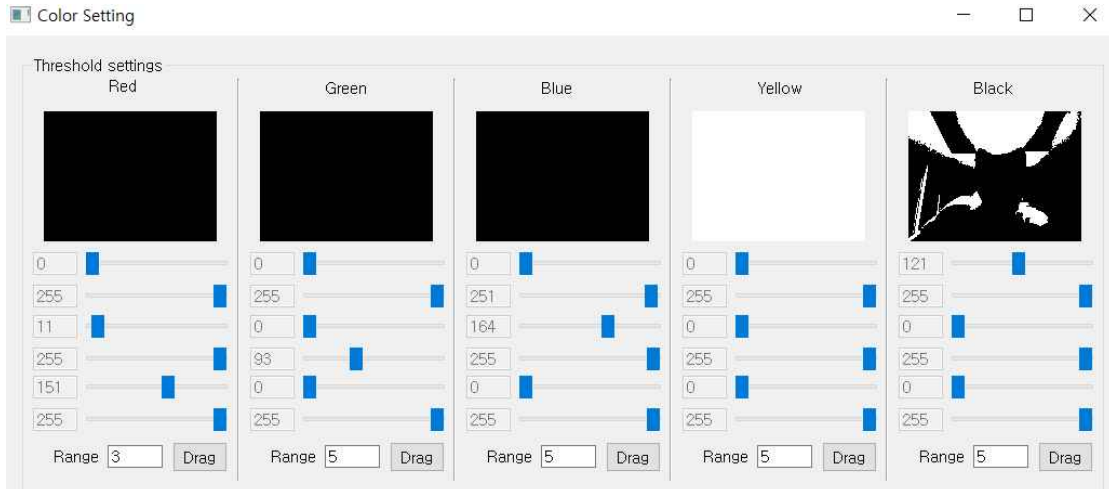 Color Setting
Threshold settings
Red Green Blue Yellow Black
0 0 0 0 121
255 255 251 255 255
11 0 164 0 0
255 93 255 255 255
151 0 0 0 0
255 255 255 255 255
Range 3 Drag Range 5 Drag Range 5 Drag Range 5 Drag Range 5 Drag